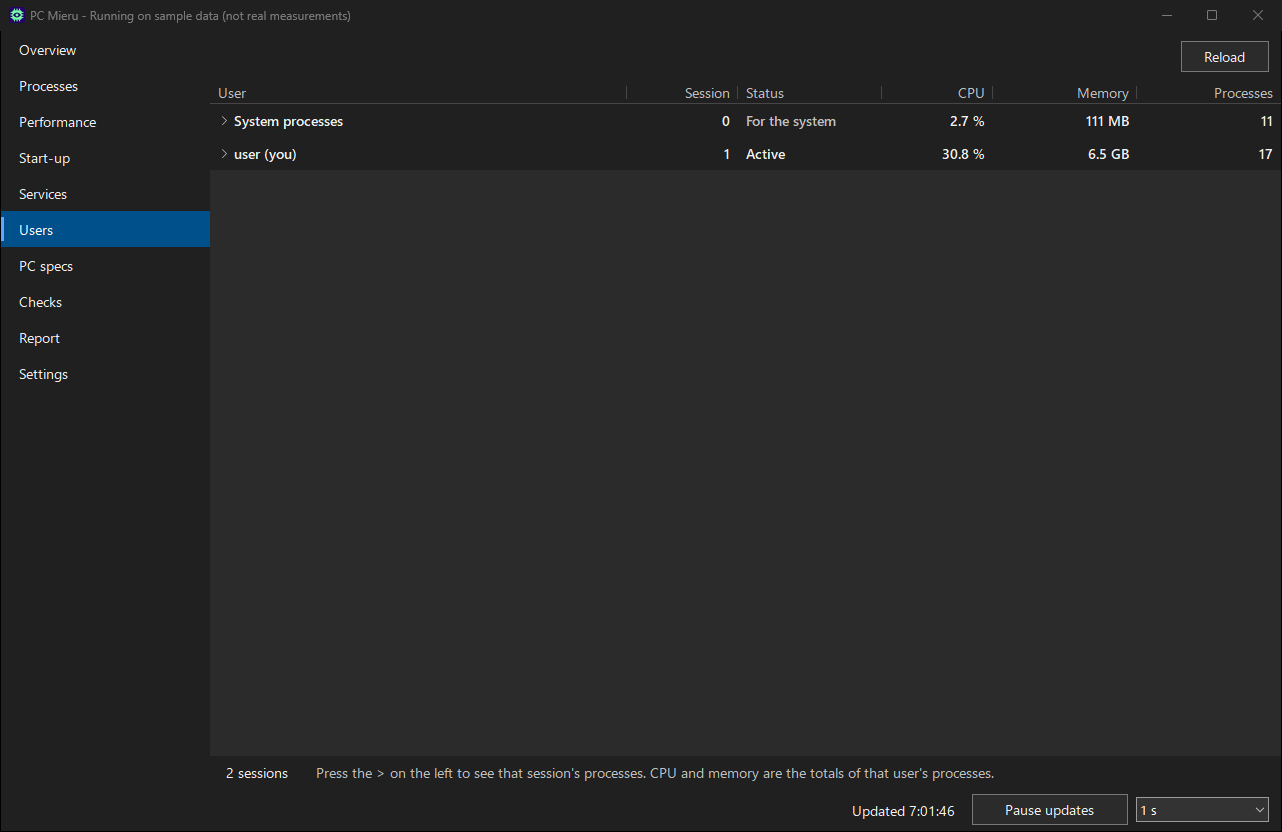 PC Mieru - Running on sample data (not real measurements)
Overview
Processes
Performance
Start-up
Services
Users
PC specs
Checks
Report
Settings
Reload
User Session Status CPU Memory Processes
> System processes 0 For the system 2.7 % 111 MB 11
> user (you) 1 Active 30.8 % 6.5 GB 17
2 sessions Press the > on the left to see that session's processes. CPU and memory are the totals of that user's processes.
Updated 7:01:46 Pause updates 1 s